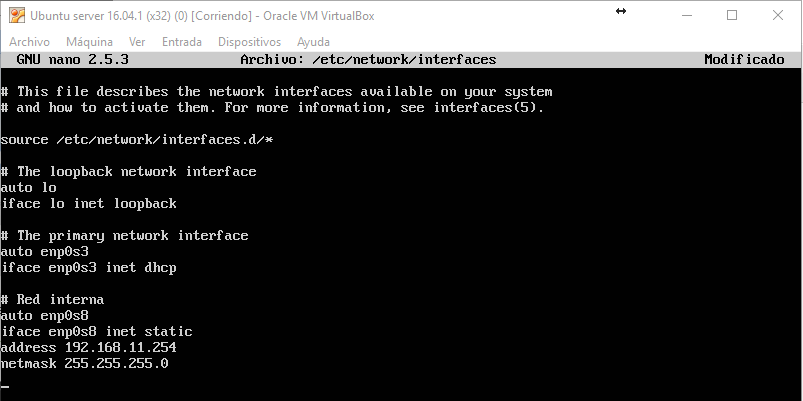 Ubuntu server 16.04.1 (x32) (0) [Corriendo] - Oracle VM VirtualBox
Archivo Máquina Ver Entrada Dispositivos Ayuda
GNU nano 2.5.3 Archivo: /etc/network/interfaces Modificado
# This file describes the network interfaces available on your system
# and how to activate them. For more information, see interfaces(5).
source /etc/network/interfaces.d/*
# The loopback network interface
auto lo
iface lo inet loopback
# The primary network interface
auto enp0s3
iface enp0s3 inet dhcp
# Red interna
auto enp0s8
iface enp0s8 inet static
address 192.168.11.254
netmask 255.255.255.0